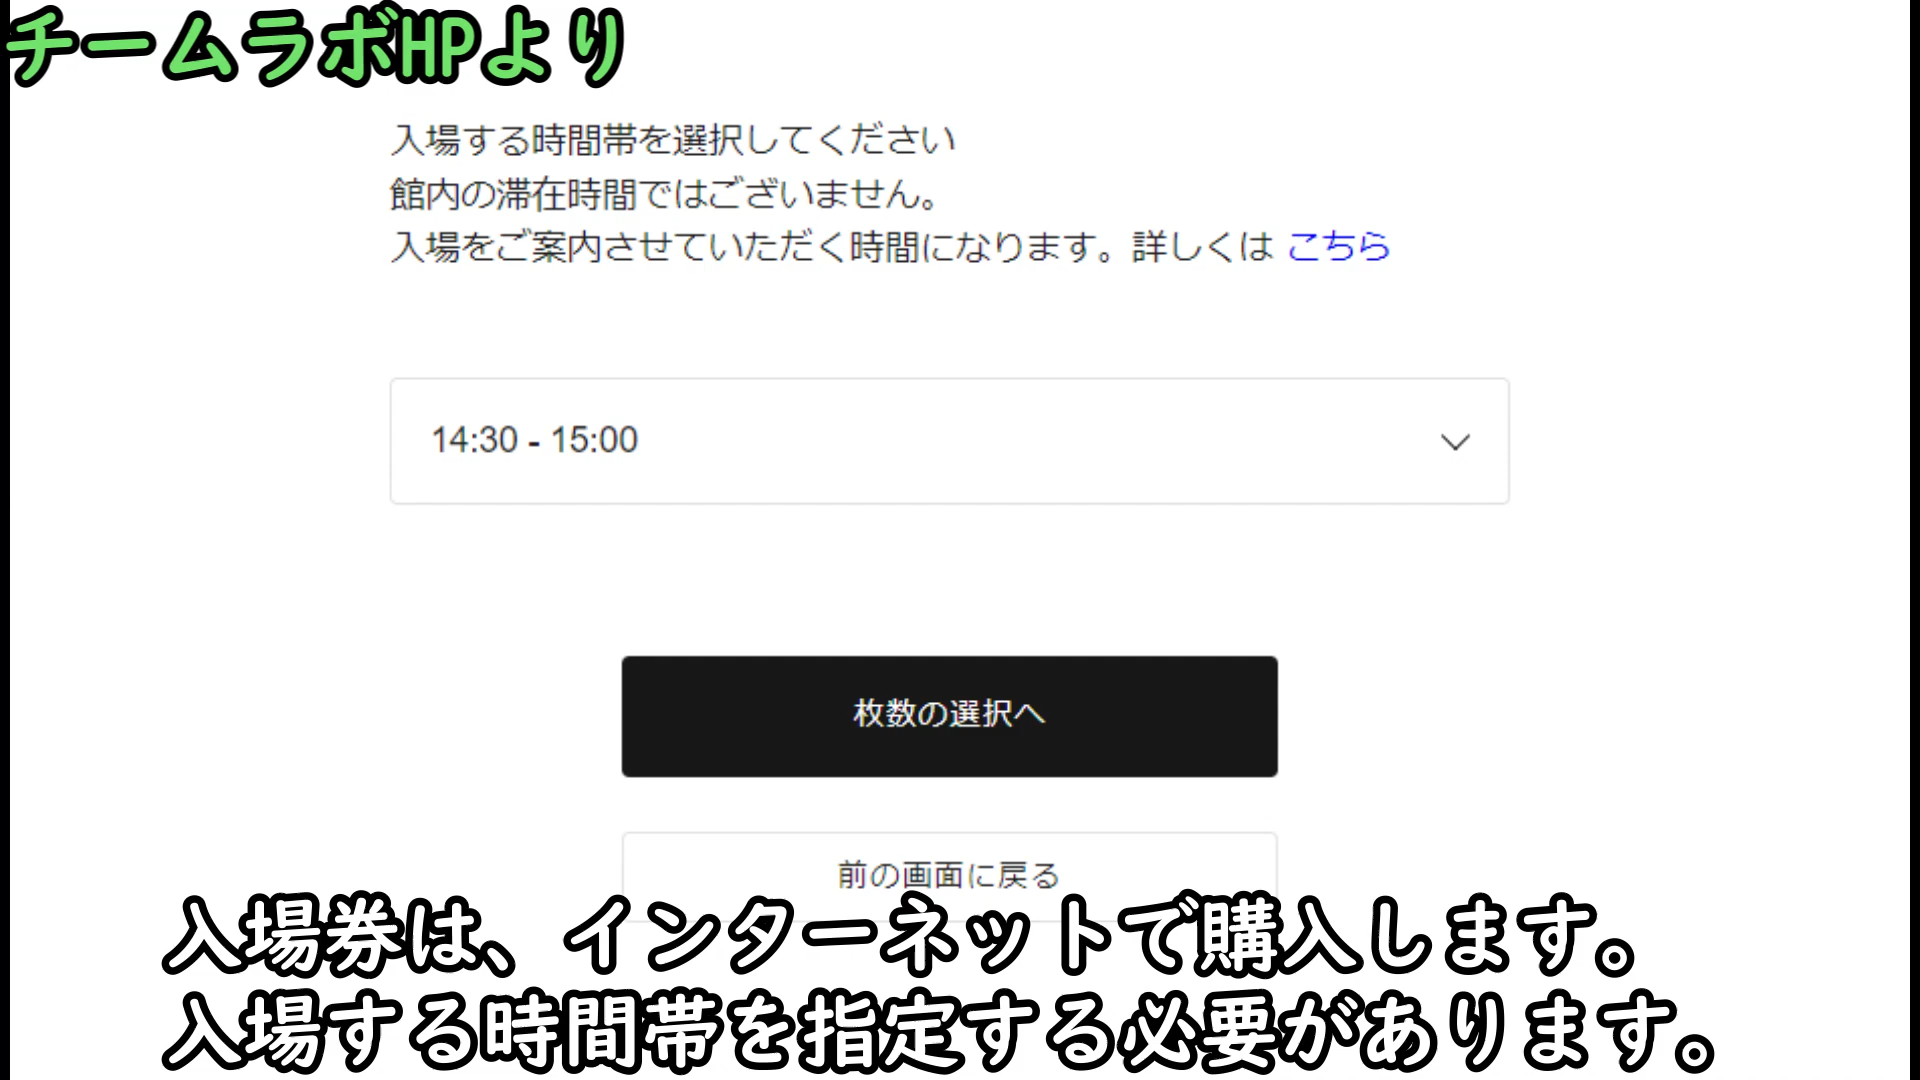 チームラボHPより
入場する時間帯を選択してください
館内の滞在時間ではございません。
入場をご案内させていただく時間になります。詳しくは こちら
14:30 - 15:00
枚数の選択へ
前の画面に戻る
入場券は、インターネットで購入します。
入場する時間帯を指定する必要があります。